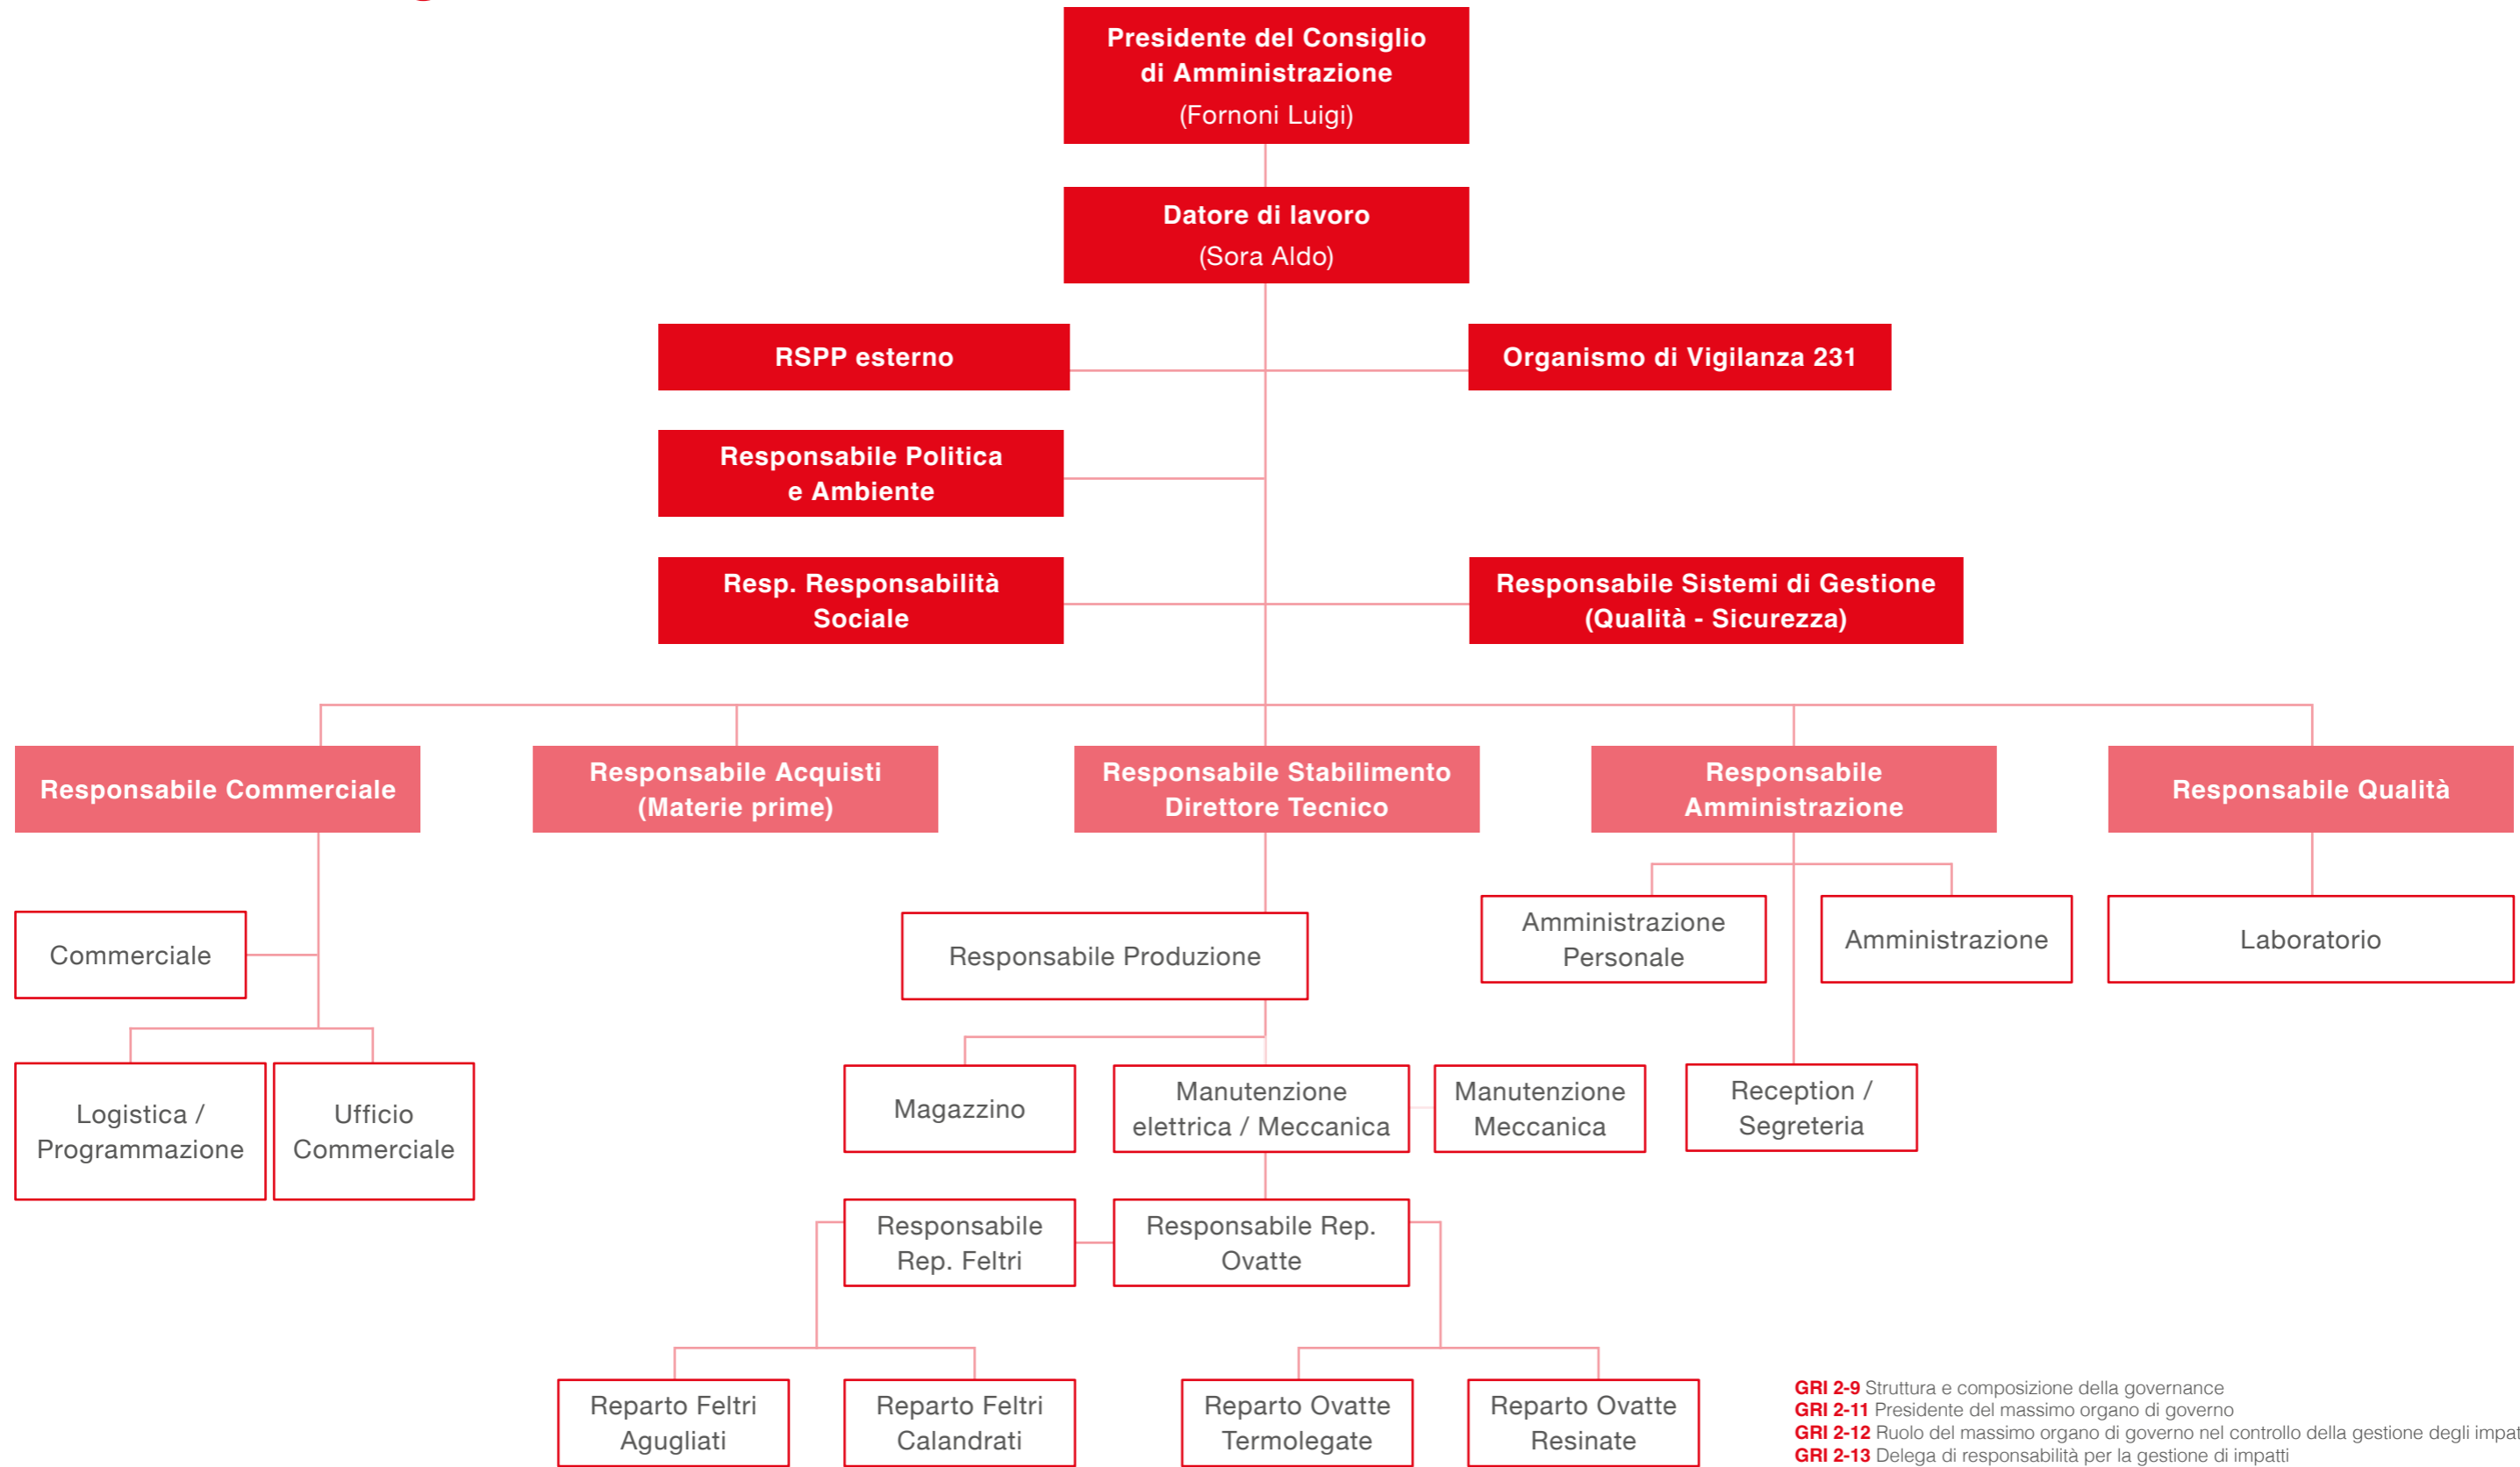 Presidente del Consiglio
di Amministrazione
(Fornoni Luigi)
Datore di lavoro
(Sora Aldo)
RSPP esterno
Organismo di Vigilanza 231
Responsabile Politica
e Ambiente
Resp. Responsabilità
Sociale
Responsabile Sistemi di Gestione
(Qualità - Sicurezza)
Responsabile Commerciale
Responsabile Acquisti
(Materie prime)
Responsabile Stabilimento
Direttore Tecnico
Responsabile
Amministrazione
Responsabile Qualità
Commerciale
Responsabile Produzione
Amministrazione
Personale
Amministrazione
Laboratorio
Logistica /
Programmazione
Ufficio
Commerciale
Magazzino
Manutenzione
elettrica / Meccanica
Manutenzione
Meccanica
Reception /
Segreteria
Responsabile
Rep. Feltri
Responsabile Rep.
Ovatte
Reparto Feltri
Agugliati
Reparto Feltri
Calandrati
Reparto Ovatte
Termolegate
Reparto Ovatte
Resinate
GRI 2-9 Struttura e composizione della governance
GRI 2-11 Presidente del massimo organo di governo
GRI 2-12 Ruolo del massimo organo di governo nel controllo della gestione degli impat
GRI 2-13 Delega di responsabilità per la gestione di impatti